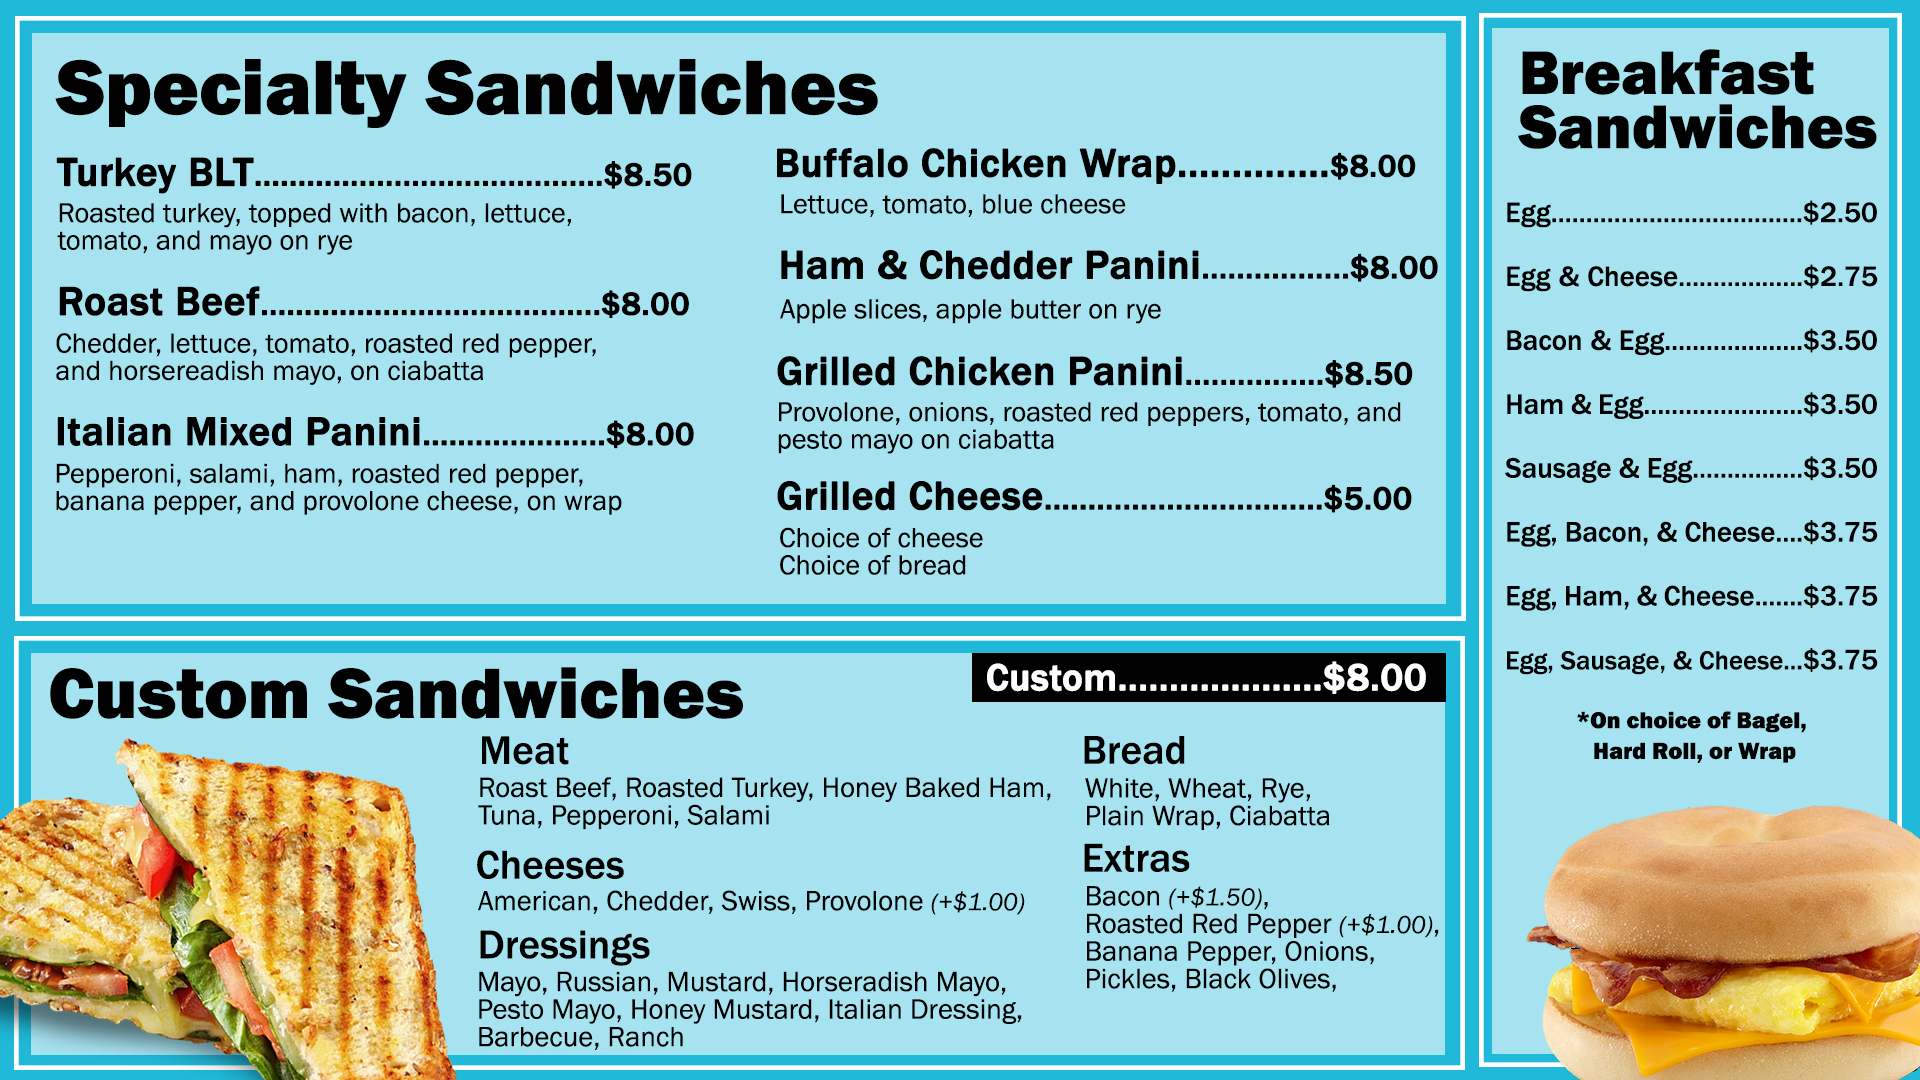 Specialty Sandwiches
Turkey BLT........................................$8.50
Roasted turkey, topped with bacon, lettuce,
tomato, and mayo on rye
Roast Beef.......................................$8.00
Chedder, lettuce, tomato, roasted red pepper,
and horsereadish mayo, on ciabatta
Italian Mixed Panini.....................$8.00
Pepperoni, salami, ham, roasted red pepper,
banana pepper, and provolone cheese, on wrap
Buffalo Chicken Wrap..............$8.00
Lettuce, tomato, blue cheese
Ham & Chedder Panini.................$8.00
Apple slices, apple butter on rye
Grilled Chicken Panini................$8.50
Provolone, onions, roasted red peppers, tomato, and
pesto mayo on ciabatta
Grilled Cheese................................$5.00
Choice of cheese
Choice of bread
Custom Sandwiches
Custom....................$8.00
Meat
Roast Beef, Roasted Turkey, Honey Baked Ham,
Tuna, Pepperoni, Salami
Cheeses
American, Chedder, Swiss, Provolone (+$1.00)
Dressings
Mayo, Russian, Mustard, Horseradish Mayo,
Pesto Mayo, Honey Mustard, Italian Dressing,
Barbecue, Ranch
Bread
White, Wheat, Rye,
Plain Wrap, Ciabatta
Extras
Bacon (+$1.50),
Roasted Red Pepper (+$1.00),
Banana Pepper, Onions,
Pickles, Black Olives,
Breakfast
Sandwiches
Egg....................................$2.50
Egg & Cheese..................$2.75
Bacon & Egg....................$3.50
Ham & Egg.......................$3.50
Sausage & Egg................$3.50
Egg, Bacon, & Cheese....$3.75
Egg, Ham, & Cheese.......$3.75
Egg, Sausage, & Cheese...$3.75
*On choice of Bagel,
Hard Roll, or Wrap